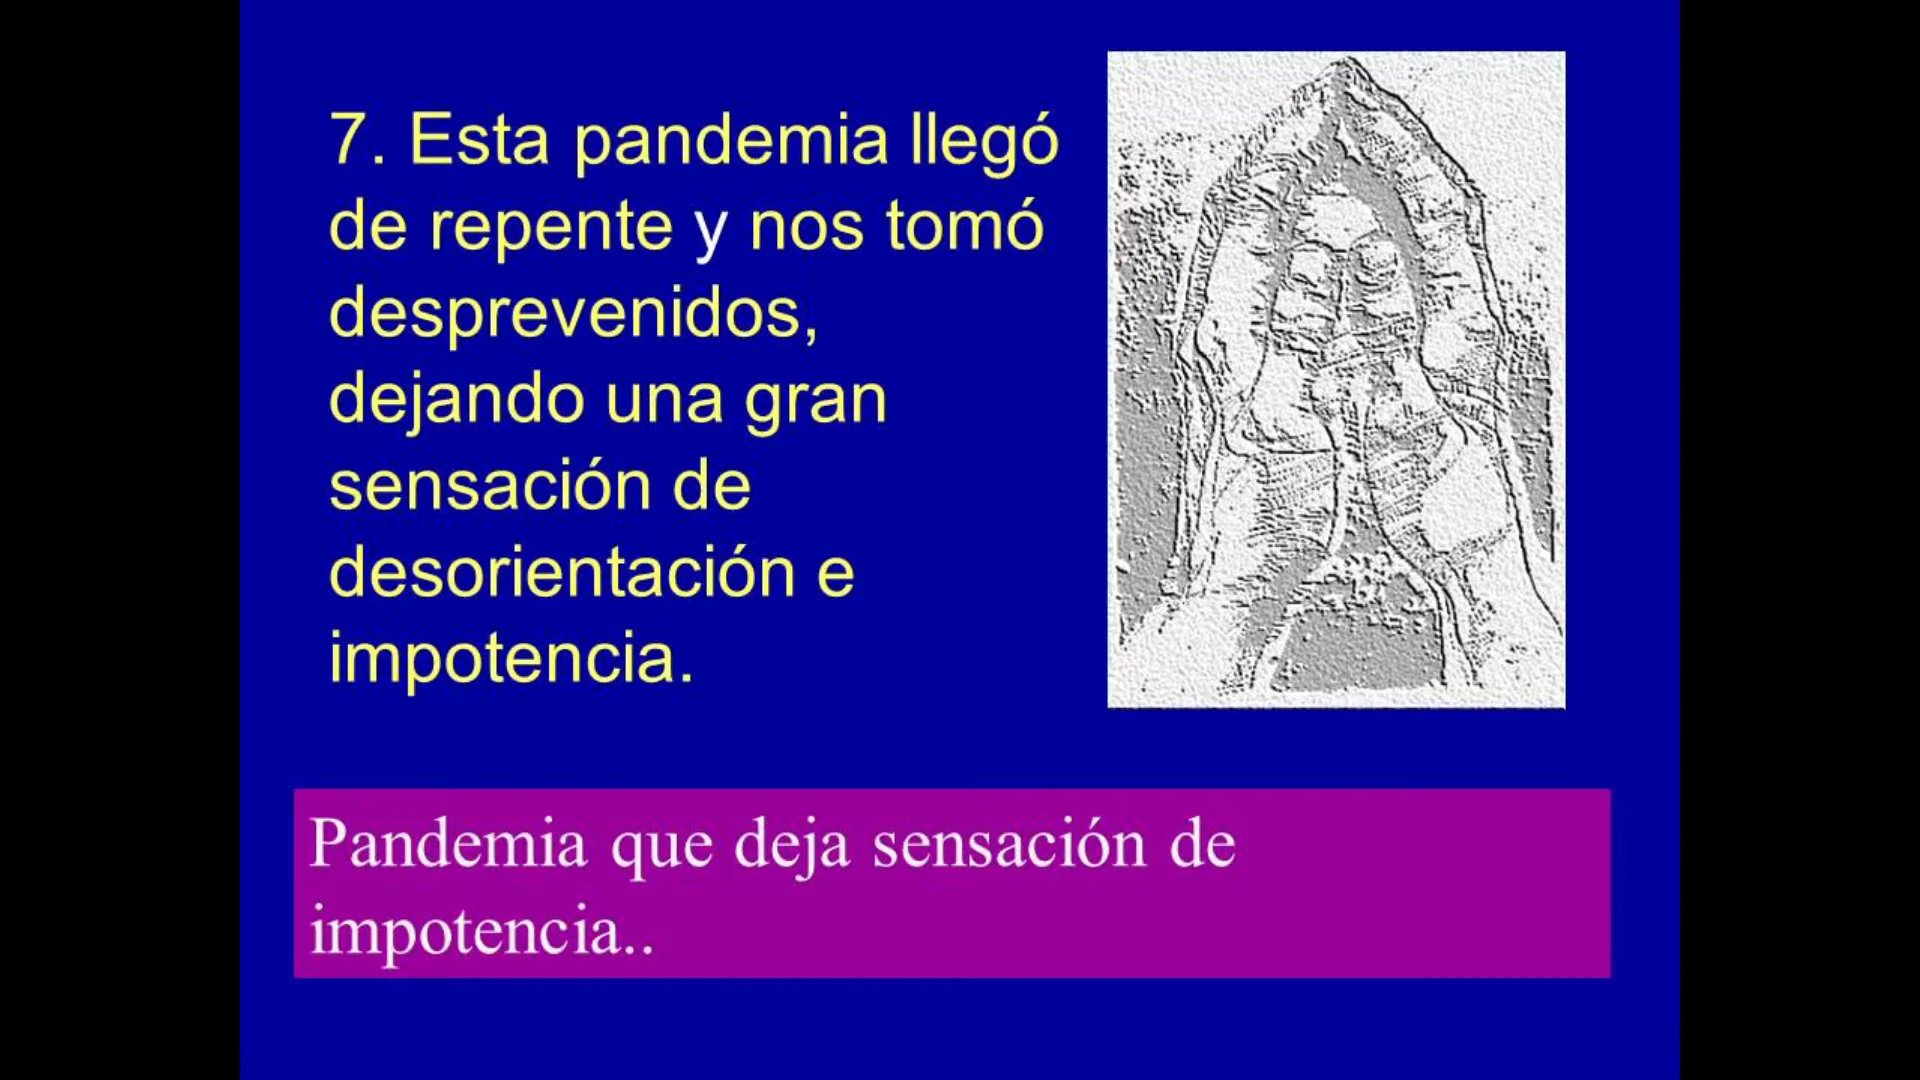 7. Esta pandemia llegó
de repente y nos tomó
desprevenidos,
dejando una gran
sensación de
desorientación e
impotencia.
Pandemia que deja sensación de
impotencia..